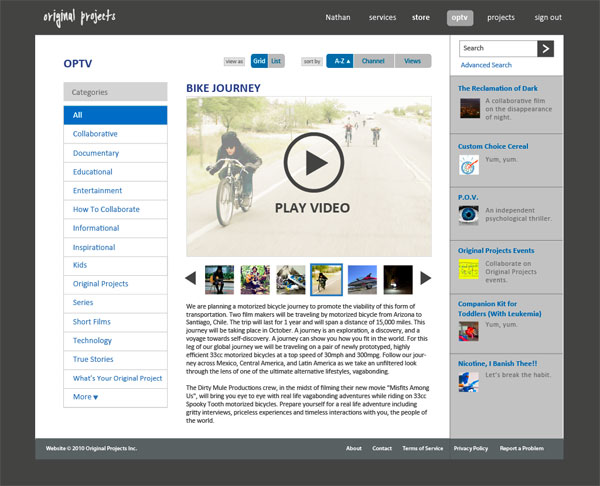 original projects
Nathan services store optv projects sign out
OPTV
view as Grid List sort by A-Z ▲ Channel Views
Search
Advanced Search
Categories
All
Collaborative
Documentary
Educational
Entertainment
How To Collaborate
Informational
Inspirational
Kids
Original Projects
Series
Short Films
Technology
True Stories
What's Your Original Project
More ▼
BIKE JOURNEY
PLAY VIDEO
We are planning a motorized bicycle journey to promote the viability of this form of
transportation. Two film makers will be traveling by motorized bicycle from Arizona to
Santiago, Chile. The trip will last for 1 year and will span a distance of 15,000 miles. This
journey will be taking place in October. A journey is an exploration, a discovery, and a
voyage towards self-discovery. A journey can show you how you fit in the world. For this
leg of our global journey we will be traveling on a pair of newly prototyped, highly
efficient 33cc motorized bicycles at a top speed of 30mph and 300mpg. Follow our jour-
ney across Mexico, Central America, and Latin America as we take an unfiltered look
through the lens of one of the ultimate alternative lifestyles, vagabonding.
The Dirty Mule Productions crew, in the midst of filming their new movie "Misfits Among
Us", will bring you eye to eye with real life vagabonding adventures while riding on 33cc
Spooky Tooth motorized bicycles. Prepare yourself for a real life adventure including
gritty interviews, priceless experiences and timeless interactions with you, the people of
the world.
The Reclamation of Dark
A collaborative film
on the disappearance
of night.
Custom Choice Cereal
Yum, yum.
P.O.V.
An independent
psychological thriller.
Original Projects Events
Collaborate on
Original Projects
events.
Companion Kit for
Toddlers (With Leukemia)
Yum, yum.
Nicotine, I Banish Thee!!
Let's break the habit.
Website © 2010 Original Projects Inc. About Contact Terms of Service Privacy Policy Report a Problem